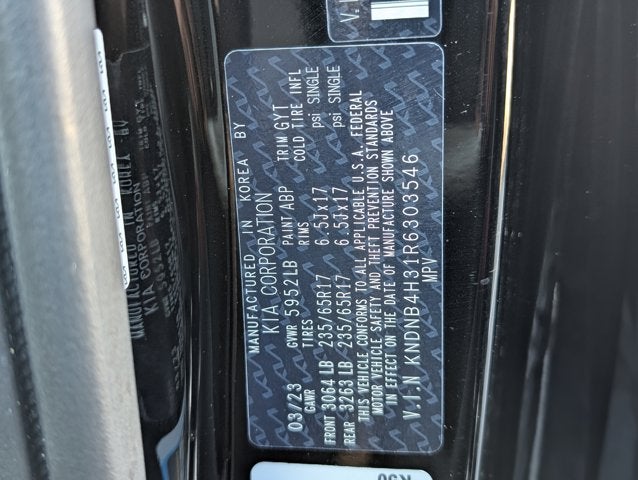 MANUFACTURED IN KOREA BY
KIA CORPORATION
03/23 GVWR 5952LB PAINT ABP TRIM GYT
GAWR TIRES RIMS COLD TIRE INFL
FRONT 3064 LB 235/65R17 6.5Jx17 psi SINGLE
REAR 3263 LB 235/65R17 6.5Jx17 psi SINGLE
THIS VEHICLE CONFORMS TO ALL APPLICABLE U.S.A. FEDERAL
MOTOR VEHICLE SAFETY AND THEFT PREVENTION STANDARDS
IN EFFECT ON THE DATE OF MANUFACTURE SHOWN ABOVE
V.I.N KNDNB4H31R6303546
MPV